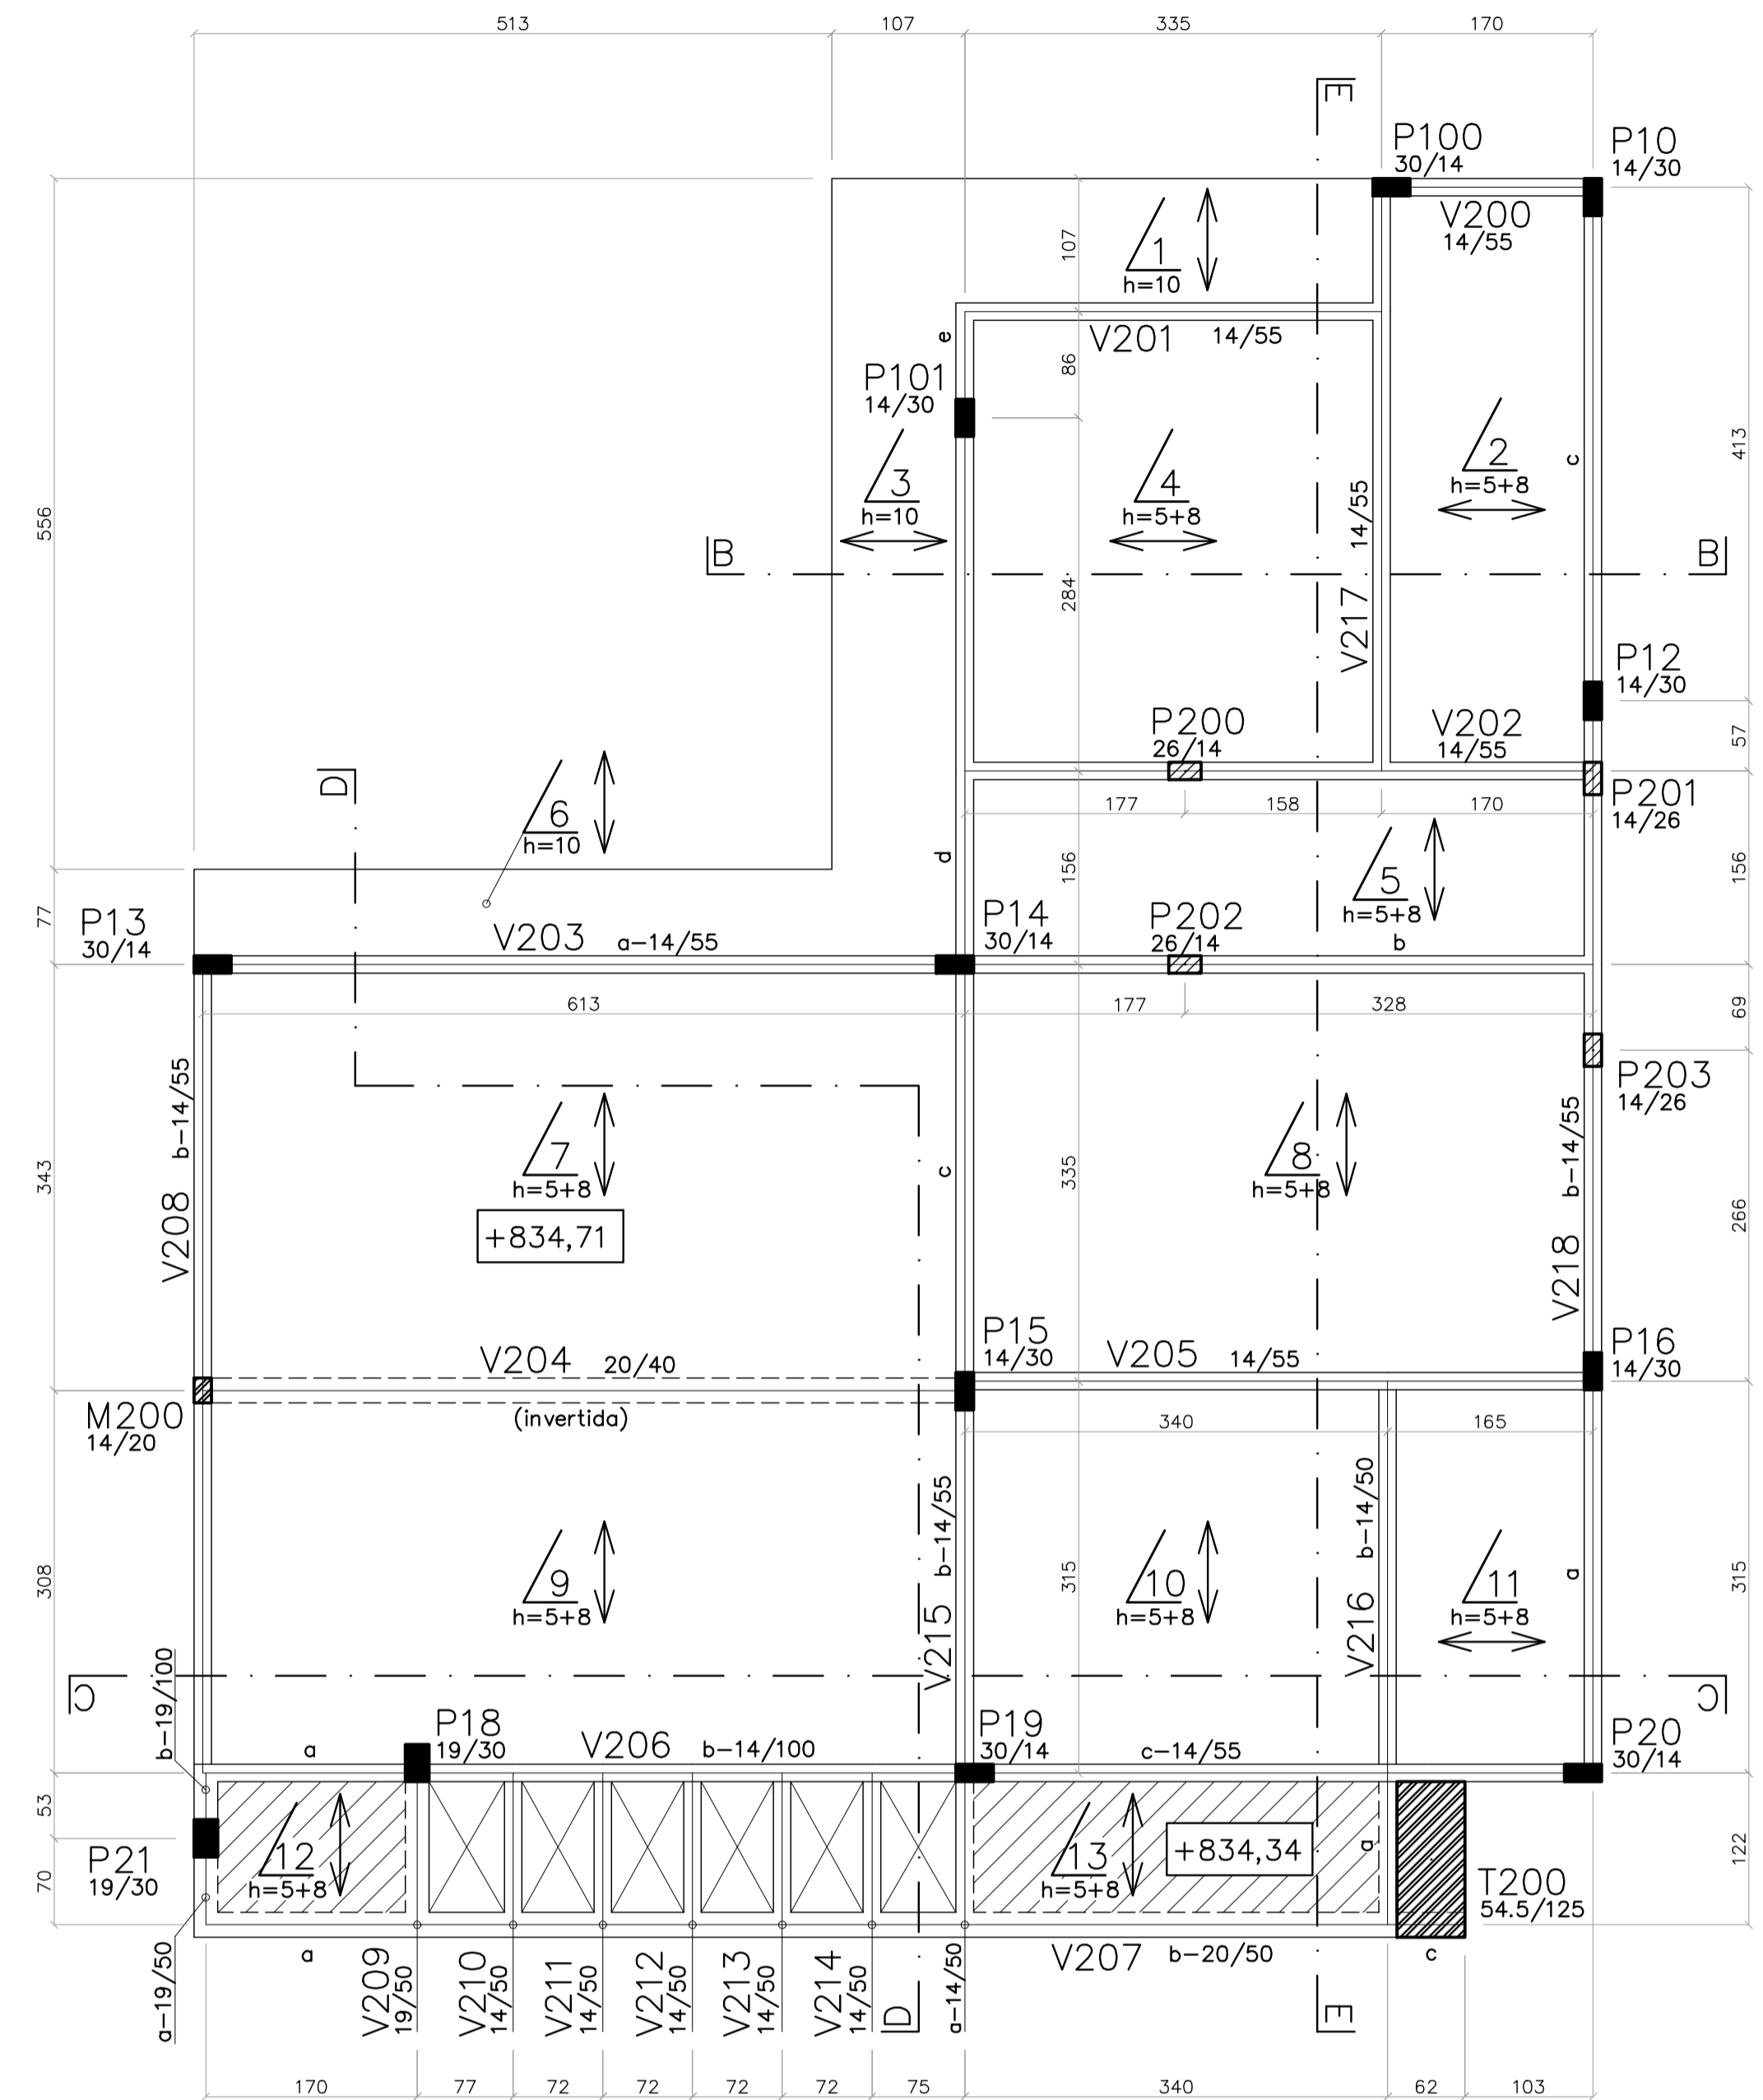 513
107
335
170
E
P100
30/14
P10
14/30
V200
14/55
1
h=10
107
e
V201 14/55
86
P101
14/30
c
413
3
h=10
4
h=5+8
2
h=5+8
14/55
556
B
B
284
V217
P12
14/30
P200
26/14
V202
14/55
57
D
P201
14/26
177
158
170
6
h=10
d
156
5
h=5+8
156
77
P13
30/14
V203 a-14/55
P14
30/14
P202
26/14
b
613
177
328
69
P203
14/26
V208 b-14/55
343
7
h=5+8
c
335
8
h=5+8
V218 b-14/55
266
+834,71
V204 20/40
P15
14/30
V205 14/55
P16
14/30
M200
14/20
(invertida)
340
165
308
9
h=5+8
V215 b-14/55
315
10
h=5+8
V216 b-14/50
11
h=5+8
a
315
C
C
b-19/100
a
P18
19/30
V206 b-14/100
P19
30/14
c-14/55
P20
30/14
53
P21
19/30
70
12
h=5+8
13
h=5+8
+834,34
a
T200
54.5/125
122
a-19/50
a
V209
19/50
V210
14/50
V211
14/50
V212
14/50
V213
14/50
V214
14/50
D
a-14/50
V207 b-20/50
c
E
170
77
72
72
72
72
75
340
62
103